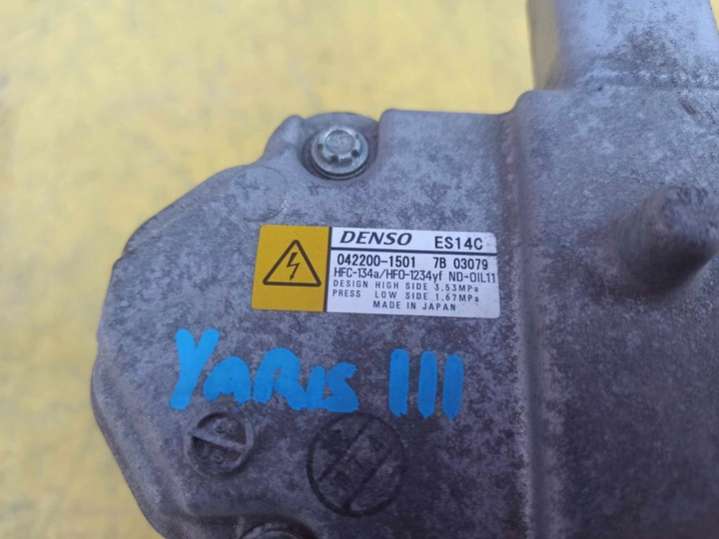 DENSO ES14C
042200-1501 7B 03079
HFC-134a/HFO-1234yf ND-OIL11
DESIGN HIGH SIDE 3.53MPa
PRESS LOW SIDE 1.67MPa
MADE IN JAPAN
YARIS III